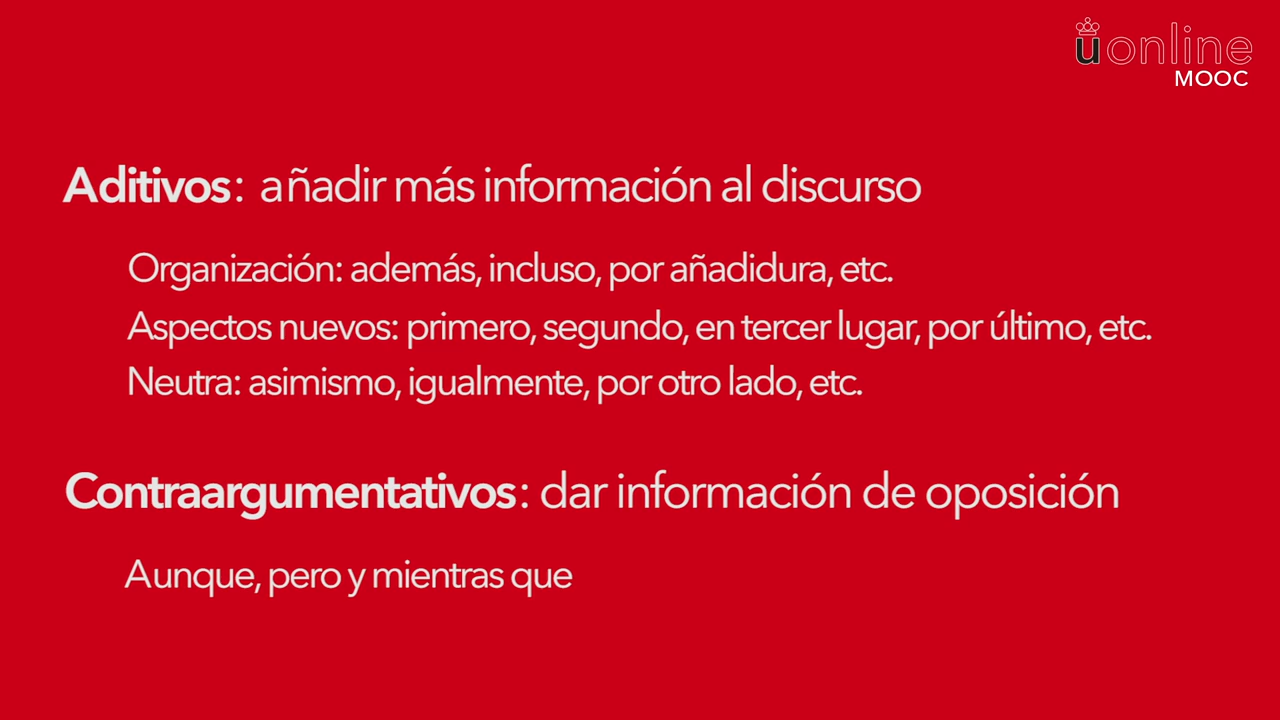 uonline
MOOC
Aditivos: añadir más información al discurso
Organización: además, incluso, por añadidura, etc.
Aspectos nuevos: primero, segundo, en tercer lugar, por último, etc.
Neutra: asimismo, igualmente, por otro lado, etc.
Contraargumentativos: dar información de oposición
Aunque, pero y mientras que